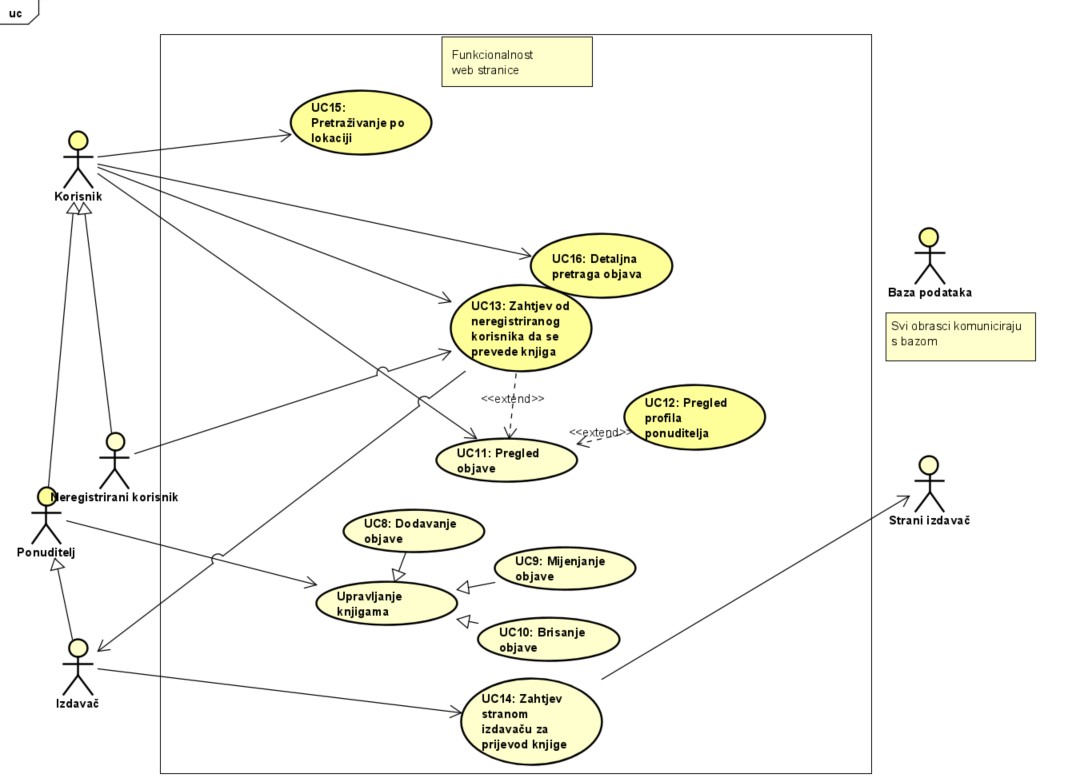 uc
Funkcionalnost
web stranice
UC15:
Pretraživanje po
lokaciji
Korisnik
UC16: Detaljna
pretraga objava
Baza podataka
UC13: Zahtjev od
neregistriranog
korisnika da se
prevede knjiga
Svi obrasci komuniciraju
s bazom
<<extend>>
UC12: Pregled
profila
ponuditelja
<<extend>>
UC11: Pregled
objave
Neregistrirani korisnik
Strani izdavač
UC8: Dodavanje
objave
Ponuditelj
UC9: Mijenjanje
objave
Upravljanje
knjigama
UC10: Brisanje
objave
Izdavač
UC14: Zahtjev
stranom
izdavaču za
prijevod knjige